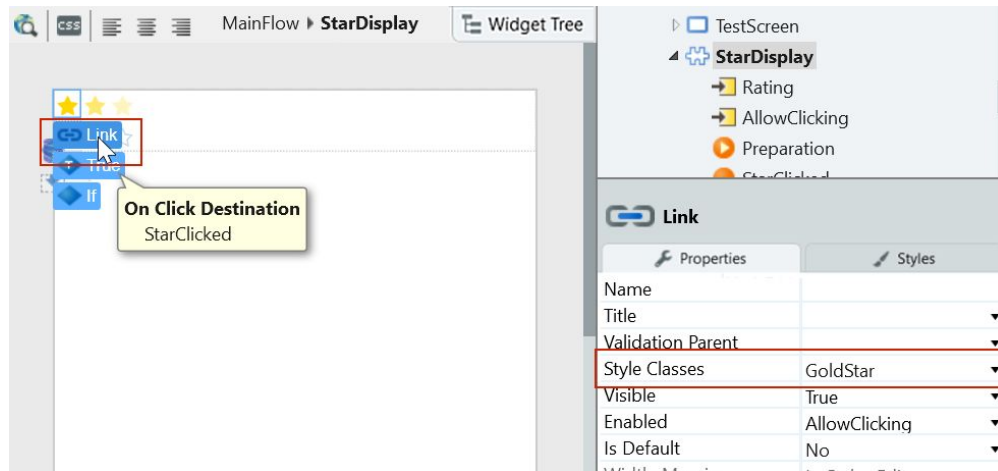 css
MainFlow ▸ StarDisplay
Widget Tree
Link
True
If
On Click Destination
StarClicked
TestScreen
StarDisplay
Rating
AllowClicking
Preparation
StarClicked
Link
Properties
Styles
Name
Title
Validation Parent
Style Classes GoldStar
Visible True
Enabled AllowClicking
Is Default No